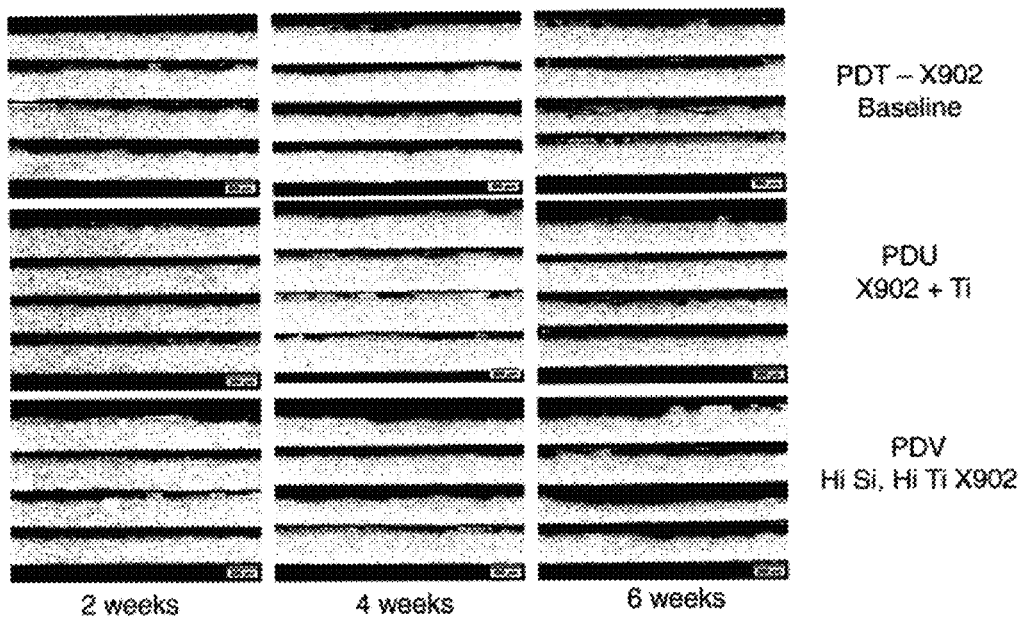 PDT – X902
Baseline
PDU
X902 + Ti
PDV
Hi Si, Hi Ti X902
2 weeks
4 weeks
6 weeks